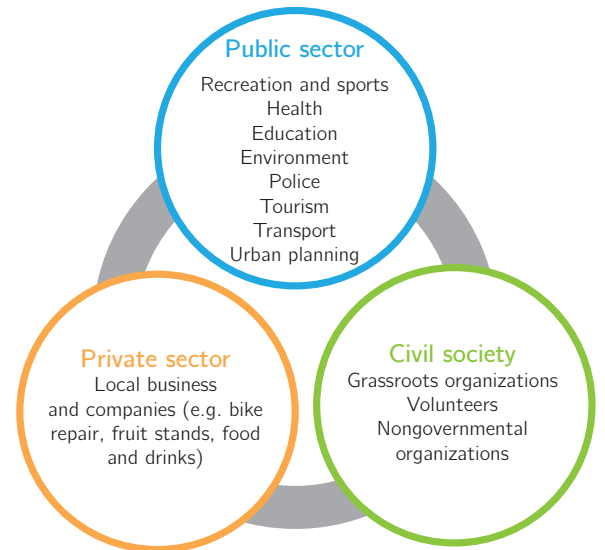 Public sector
Recreation and sports
Health
Education
Environment
Police
Tourism
Transport
Urban planning
Private sector
Local business
and companies (e.g. bike
repair, fruit stands, food
and drinks)
Civil society
Grassroots organizations
Volunteers
Nongovernmental
organizations